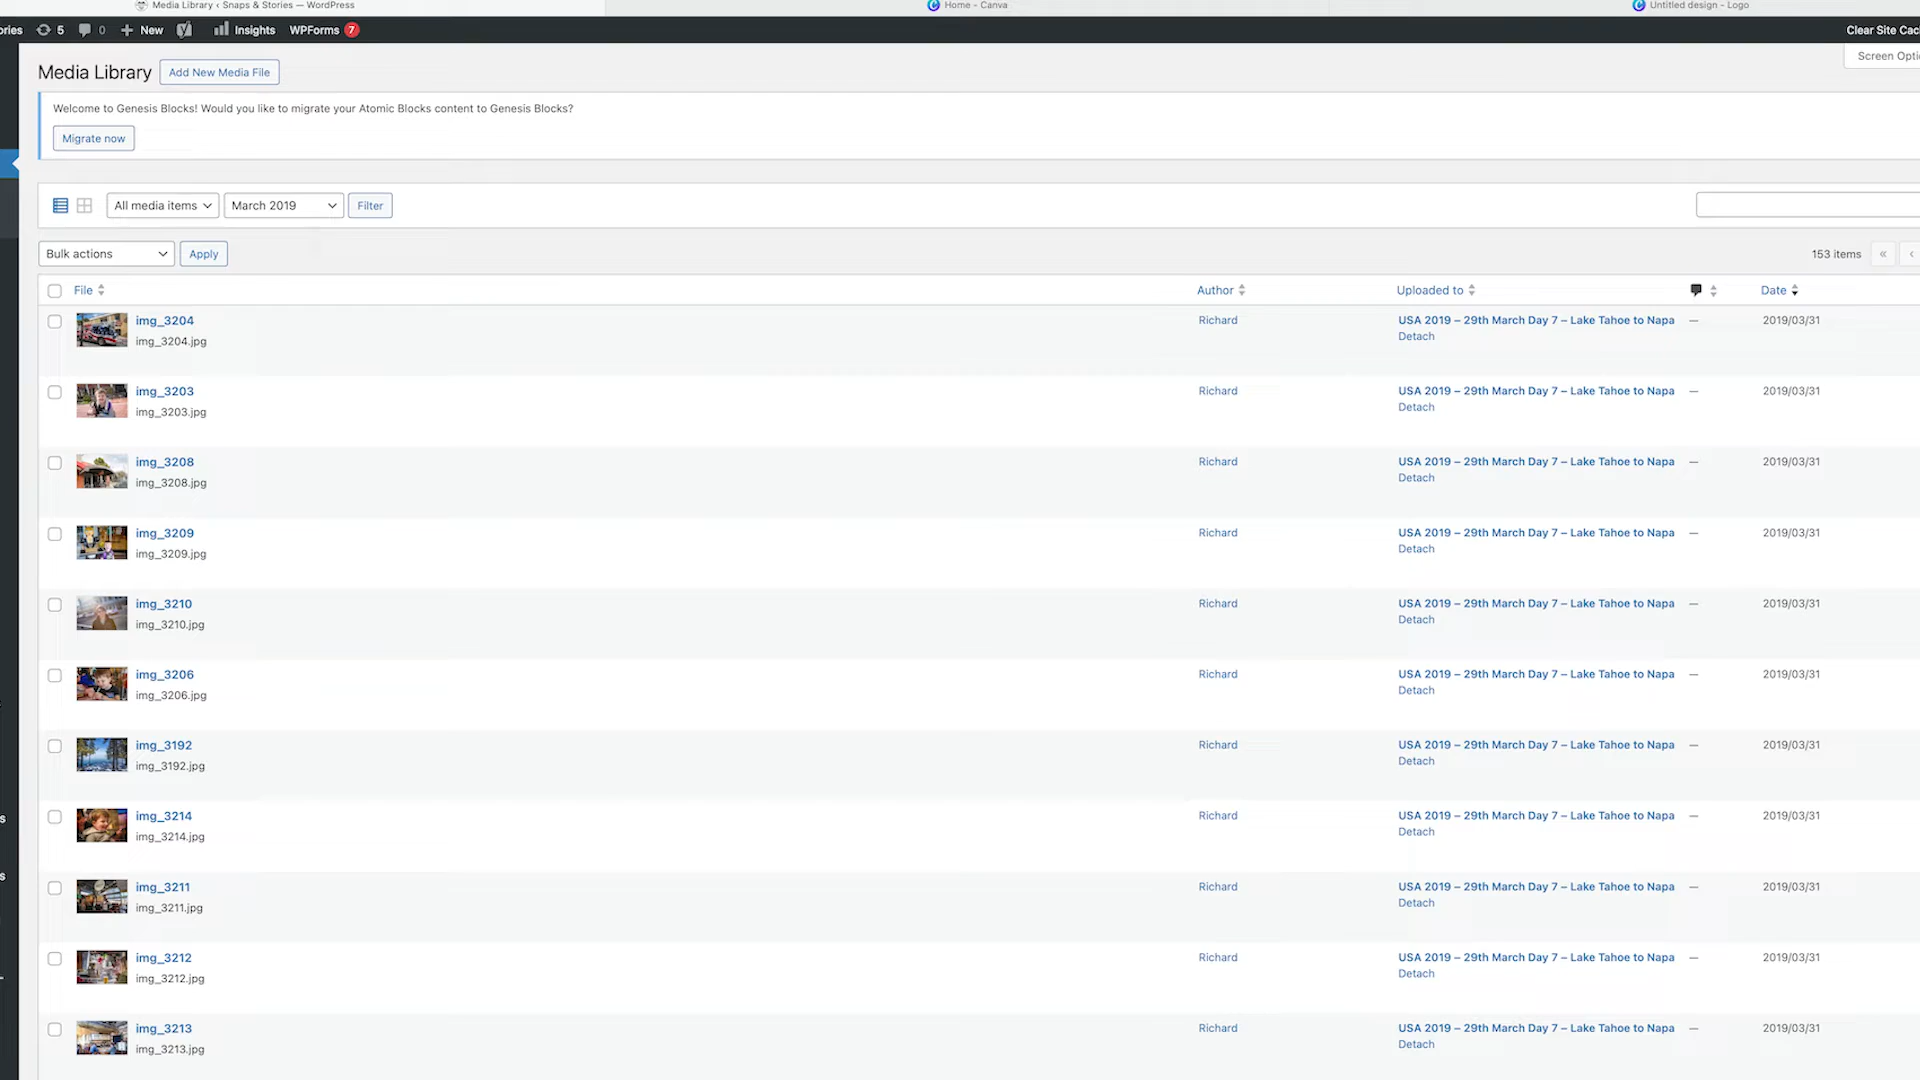 Media Library ‹ Snaps & Stories — WordPress
Home - Canva
Untitled design - Logo
ories 5 0 New Insights WPForms 7
Clear Site Cac
Screen Optio
Media Library Add New Media File
Welcome to Genesis Blocks! Would you like to migrate your Atomic Blocks content to Genesis Blocks?
Migrate now
All media items March 2019 Filter
Bulk actions Apply 153 items « ‹
File Author Uploaded to Date
img_3204 Richard USA 2019 – 29th March Day 7 – Lake Tahoe to Napa — 2019/03/31
img_3204.jpg Detach
img_3203 Richard USA 2019 – 29th March Day 7 – Lake Tahoe to Napa — 2019/03/31
img_3203.jpg Detach
img_3208 Richard USA 2019 – 29th March Day 7 – Lake Tahoe to Napa — 2019/03/31
img_3208.jpg Detach
img_3209 Richard USA 2019 – 29th March Day 7 – Lake Tahoe to Napa — 2019/03/31
img_3209.jpg Detach
img_3210 Richard USA 2019 – 29th March Day 7 – Lake Tahoe to Napa — 2019/03/31
img_3210.jpg Detach
img_3206 Richard USA 2019 – 29th March Day 7 – Lake Tahoe to Napa — 2019/03/31
img_3206.jpg Detach
img_3192 Richard USA 2019 – 29th March Day 7 – Lake Tahoe to Napa — 2019/03/31
img_3192.jpg Detach
s
img_3214 Richard USA 2019 – 29th March Day 7 – Lake Tahoe to Napa — 2019/03/31
img_3214.jpg Detach
s
img_3211 Richard USA 2019 – 29th March Day 7 – Lake Tahoe to Napa — 2019/03/31
img_3211.jpg Detach
img_3212 Richard USA 2019 – 29th March Day 7 – Lake Tahoe to Napa — 2019/03/31
img_3212.jpg Detach
img_3213 Richard USA 2019 – 29th March Day 7 – Lake Tahoe to Napa — 2019/03/31
img_3213.jpg Detach